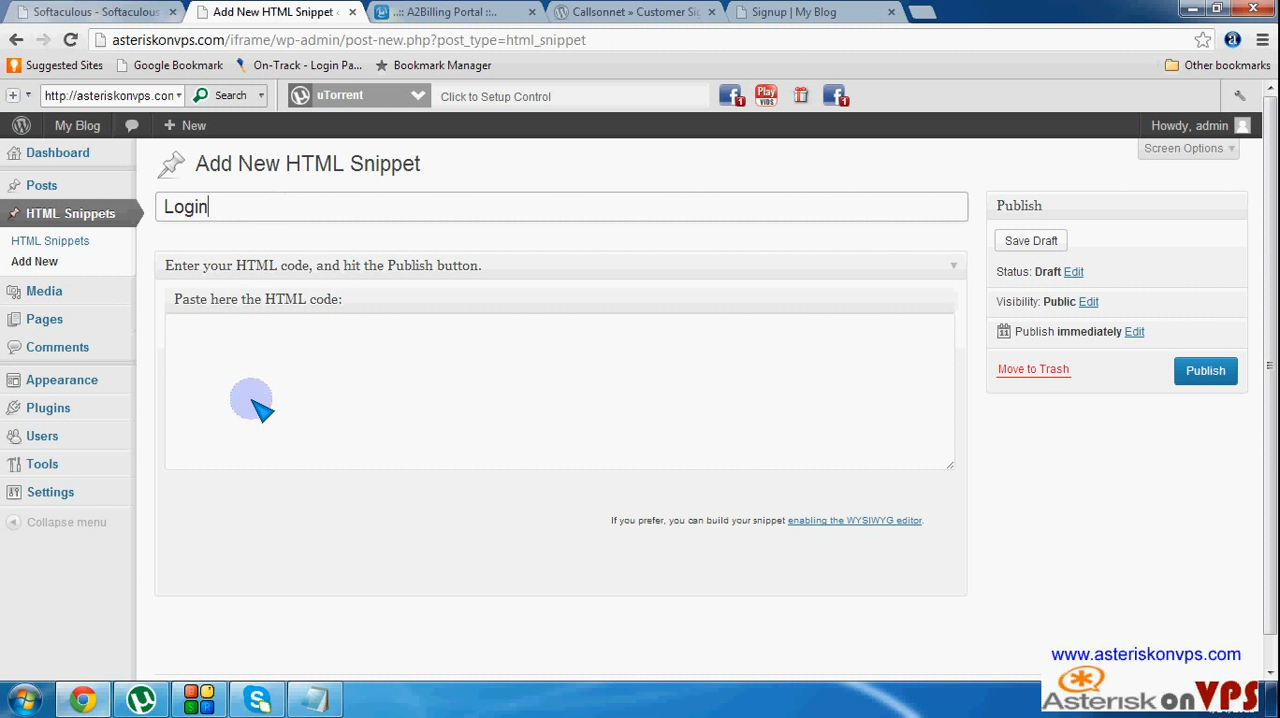 Softaculous - Softaculous
Add New HTML Snippet
..:: A2Billing Portal ::..
Callsonnet » Customer Si
Signup | My Blog
asteriskonvps.com/iframe/wp-admin/post-new.php?post_type=html_snippet
Suggested Sites
Google Bookmark
On-Track - Login Pa...
Bookmark Manager
Other bookmarks
http://asteriskonvps.com
Search
uTorrent
Click to Setup Control
1
Play
VIDS
1
My Blog
New
Howdy, admin
Screen Options
Dashboard
Posts
HTML Snippets
HTML Snippets
Add New
Media
Pages
Comments
Appearance
Plugins
Users
Tools
Settings
Collapse menu
Add New HTML Snippet
Login
Enter your HTML code, and hit the Publish button.
Paste here the HTML code:
If you prefer, you can build your snippet enabling the WYSIWYG editor.
Publish
Save Draft
Status: Draft Edit
Visibility: Public Edit
Publish immediately Edit
Move to Trash
Publish
www.asteriskonvps.com
Asterisk on VPS